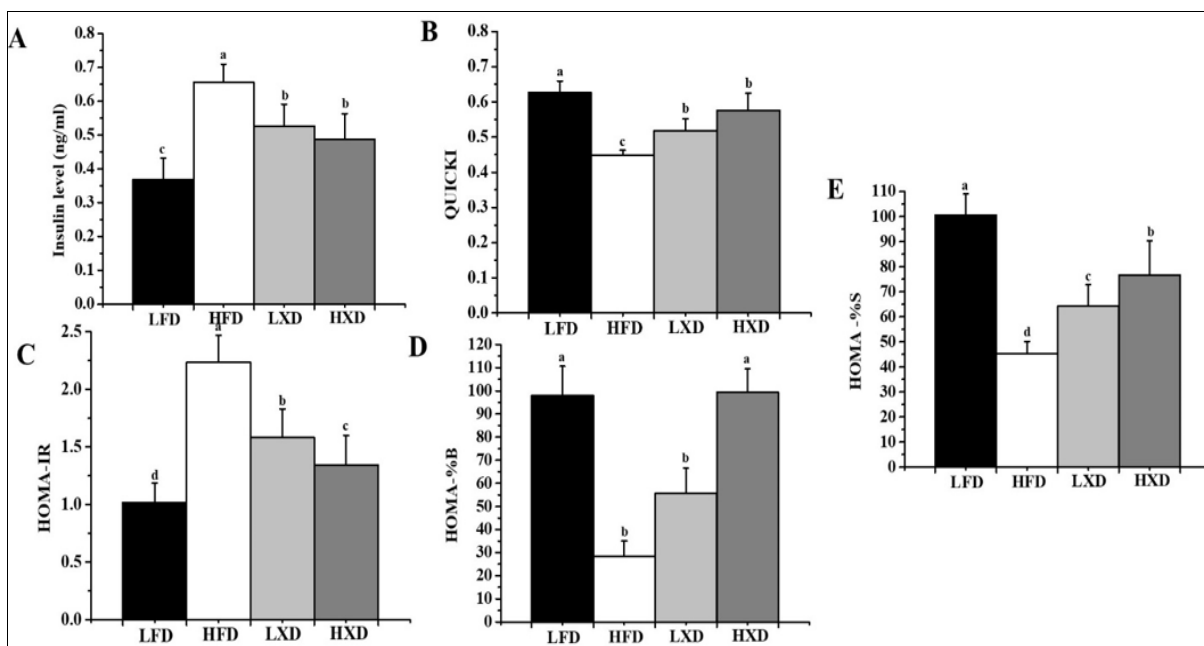 A
Insulin level (ng/ml)
0.8
0.7
0.6
0.5
0.4
0.3
0.2
0.1
0.0
c
a
b
b
LFD HFD LXD HXD
B
QUICKI
0.8
0.7
0.6
0.5
0.4
0.3
0.2
0.1
0.0
a
c
b
b
LFD HFD LXD HXD
C
HOMA-IR
2.5
2.0
1.5
1.0
0.5
0.0
d
a
b
c
LFD HFD LXD HXD
D
HOMA-%B
120
110
100
90
80
70
60
50
40
30
20
10
0
a
b
b
a
LFD HFD LXD HXD
E
HOMA -%S
110
100
90
80
70
60
50
40
30
20
10
0
a
d
c
b
LFD HFD LXD HXD